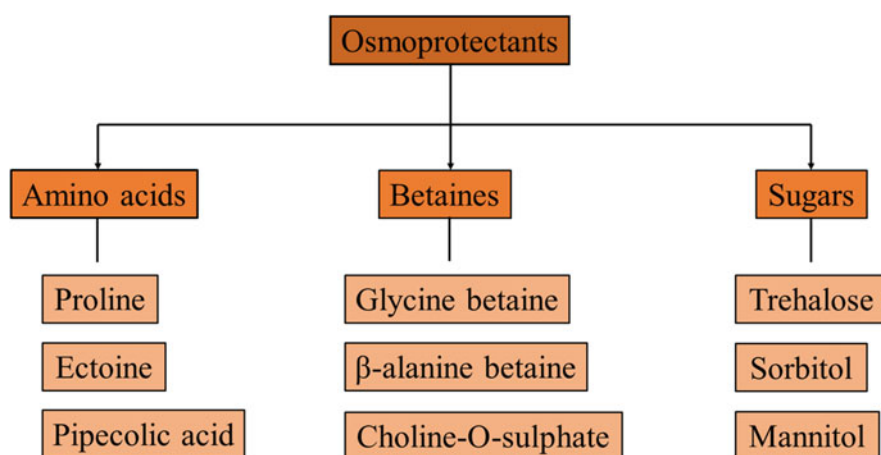 Osmoprotectants
Amino acids
Betaines
Sugars
Proline
Glycine betaine
Trehalose
Ectoine
β-alanine betaine
Sorbitol
Pipecolic acid
Choline-O-sulphate
Mannitol